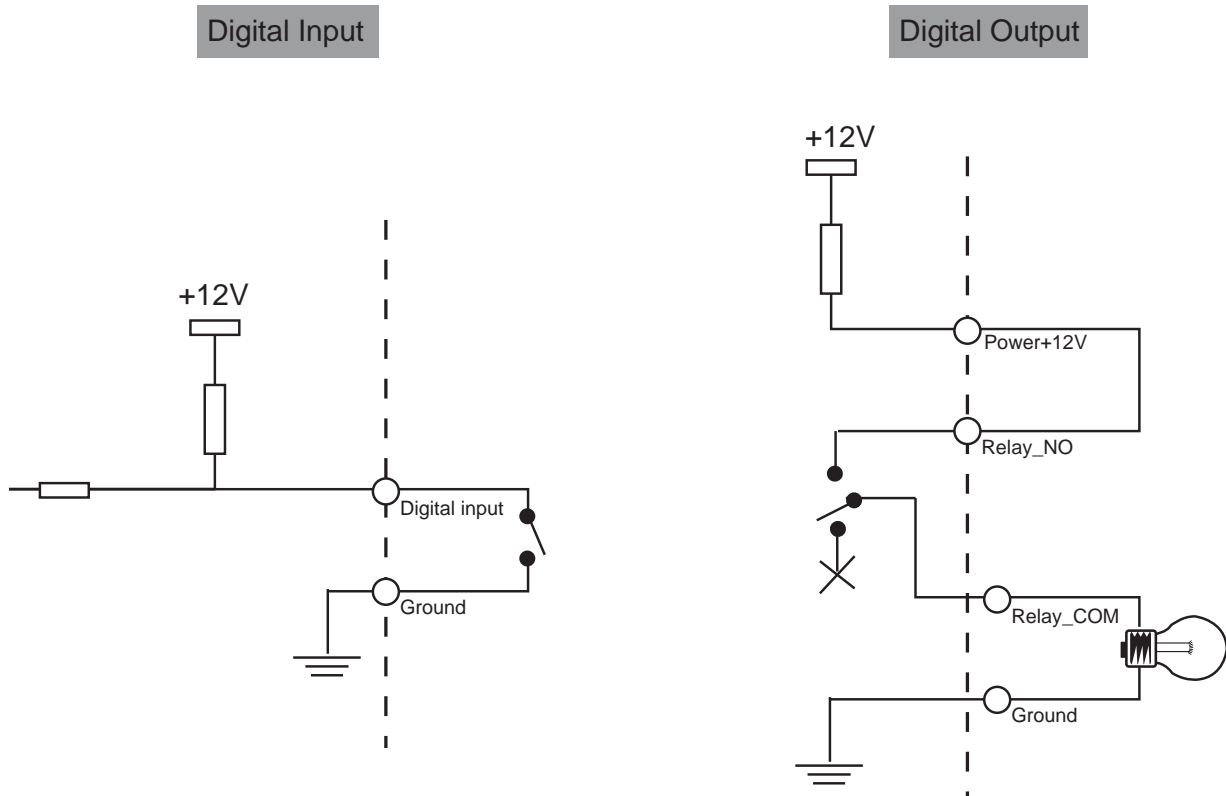 Digital Input
Digital Output
+12V
+12V
Power+12V
Relay_NO
Digital input
Ground
Relay_COM
Ground